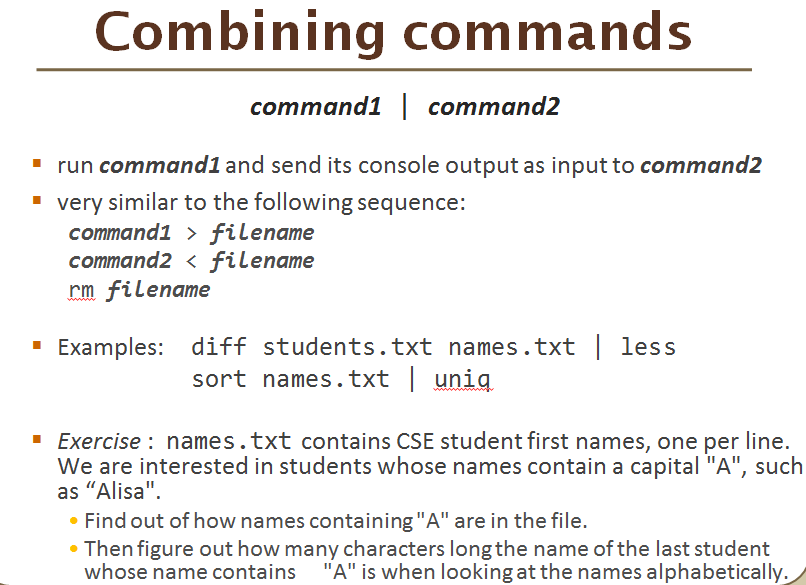 Combining commands
command1 | command2
▪ run command1 and send its console output as input to command2
▪ very similar to the following sequence:
command1 > filename
command2 < filename
rm filename
▪ Examples: diff students.txt names.txt | less
sort names.txt | uniq
▪ Exercise : names.txt contains CSE student first names, one per line.
We are interested in students whose names contain a capital "A", such
as “Alisa".
• Find out of how names containing "A" are in the file.
• Then figure out how many characters long the name of the last student
whose name contains "A" is when looking at the names alphabetically.